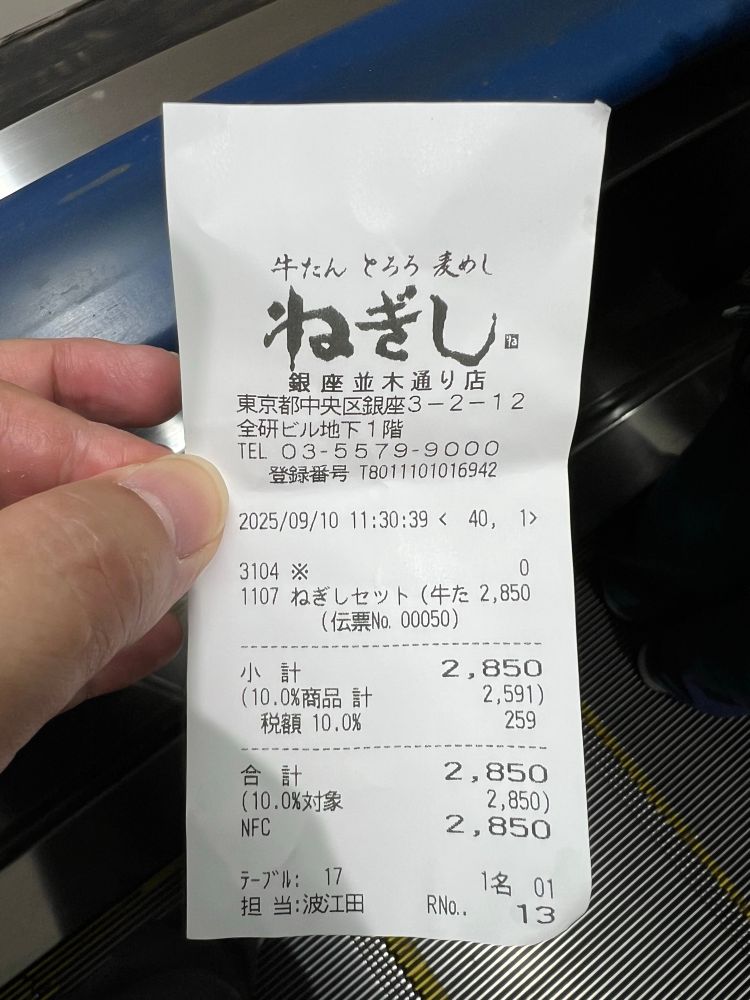 牛たん とろろ 麦めし
ねぎし ね
銀座並木通り店
東京都中央区銀座3-2-12
全研ビル地下1階
TEL 03-5579-9000
登録番号 T8011101016942
2025/09/10 11:30:39 < 40, 1>
3104 ※ 0
1107 ねぎしセット (牛た 2,850
(伝票No. 00050)
小 計 2,850
(10.0%商品 計 2,591)
税額 10.0% 259
合 計 2,850
(10.0%対象 2,850)
NFC 2,850
テーブル: 17 1名 01
担 当:波江田 RNo.. 13